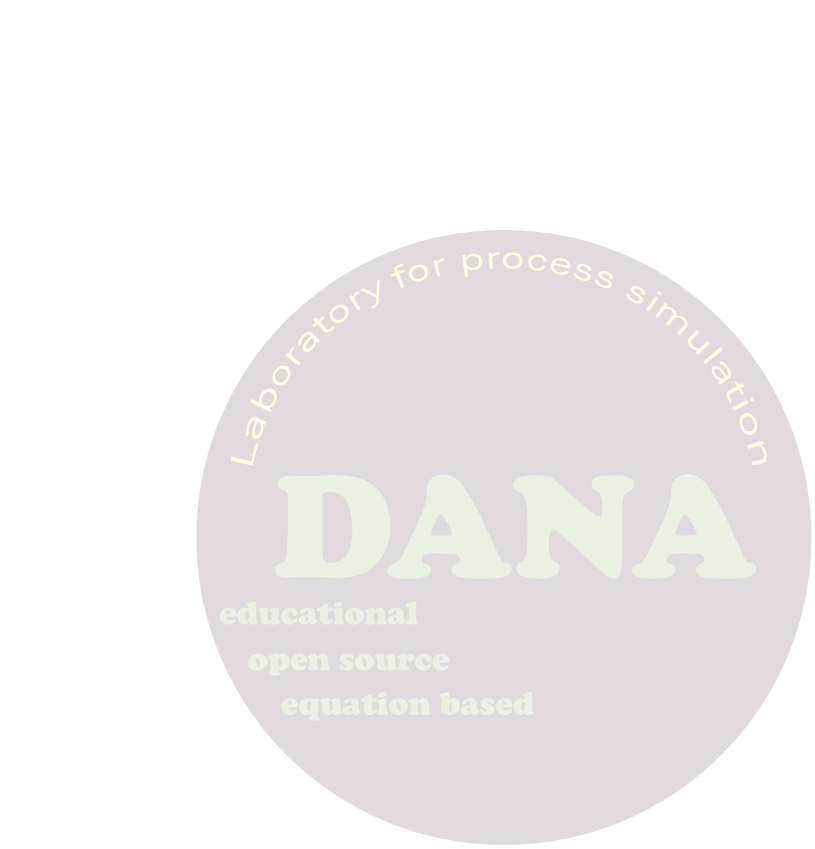 Laboratory for process simulation
DANA
educational
open source
equation based